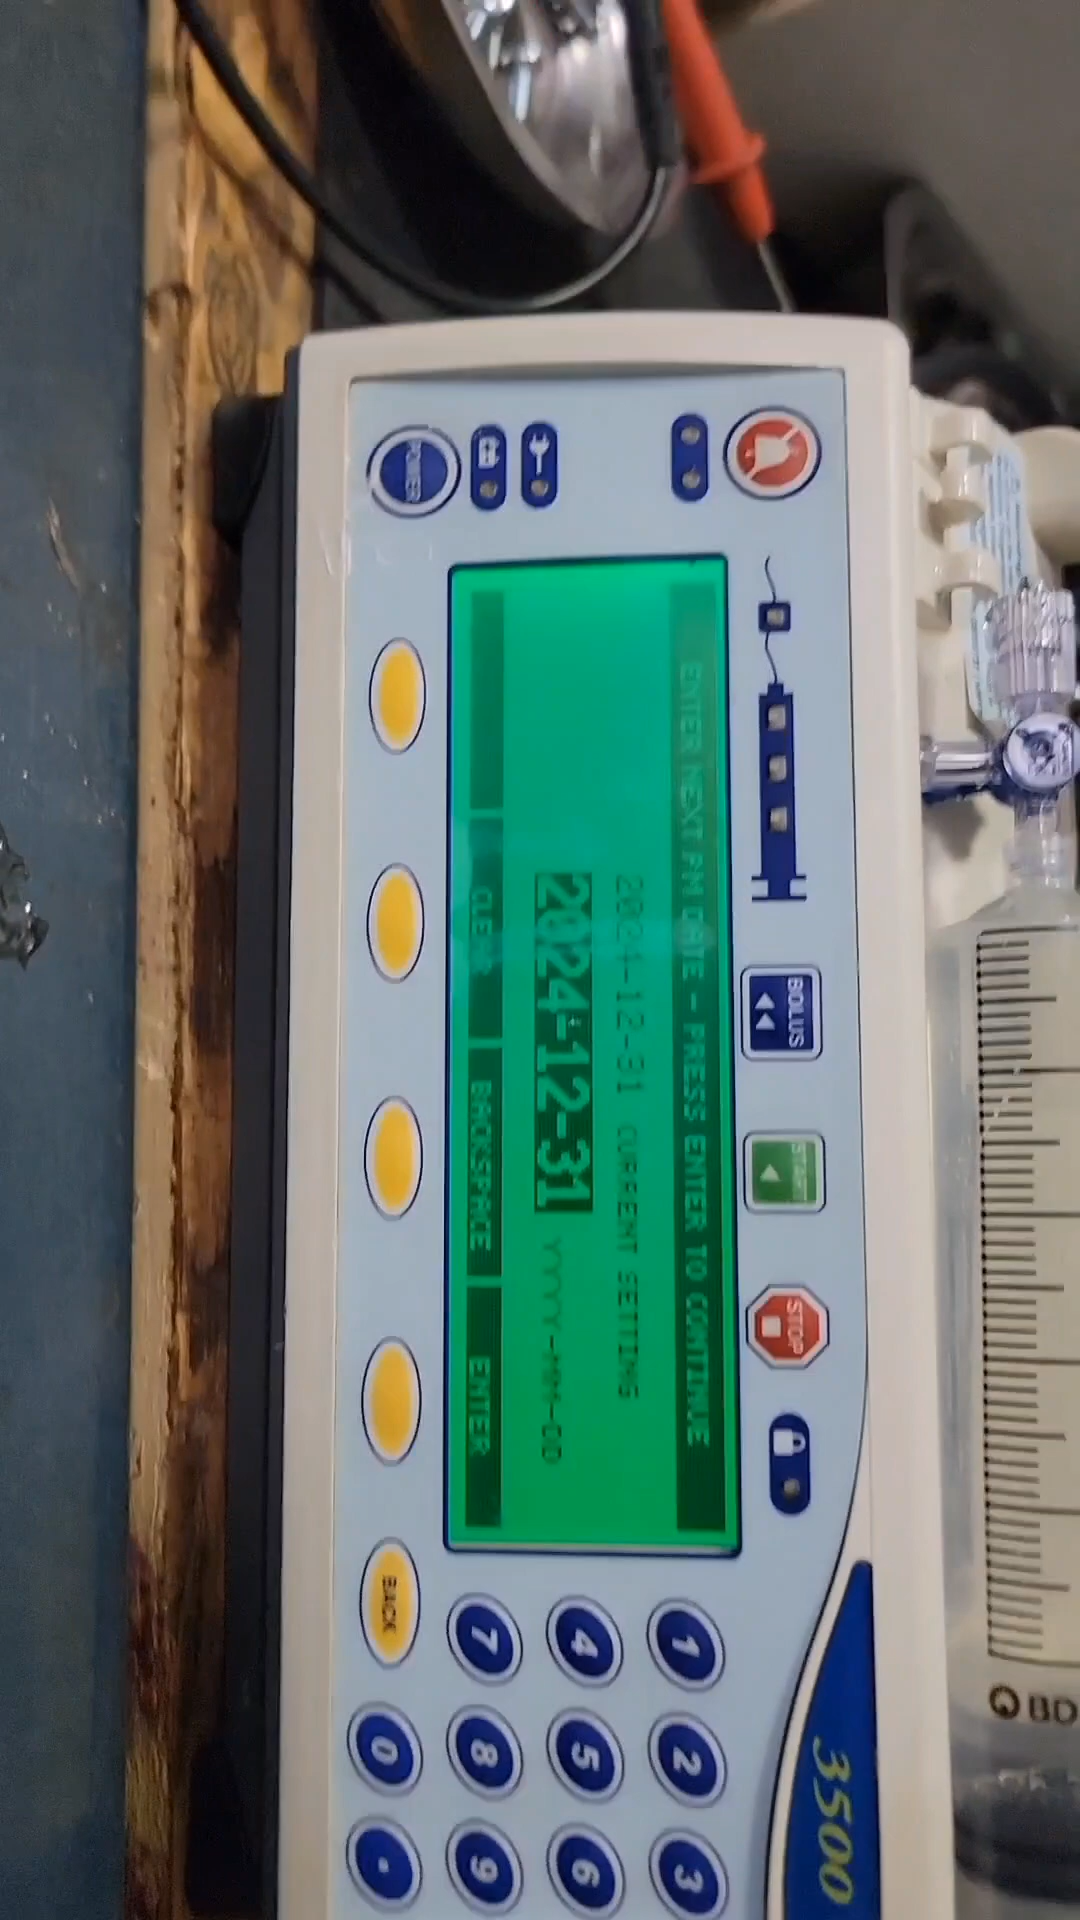 POWER
ENTER NEXT PM DATE - PRESS ENTER TO CONTINUE
2024-12-31 CURRENT SETTING
2024-12-31 YYYY-MM-DD
CLEAR BACKSPACE ENTER
BOLUS
START
STOP
BACK
1 2 3
4 5 6
7 8 9
0 .
3500
BD